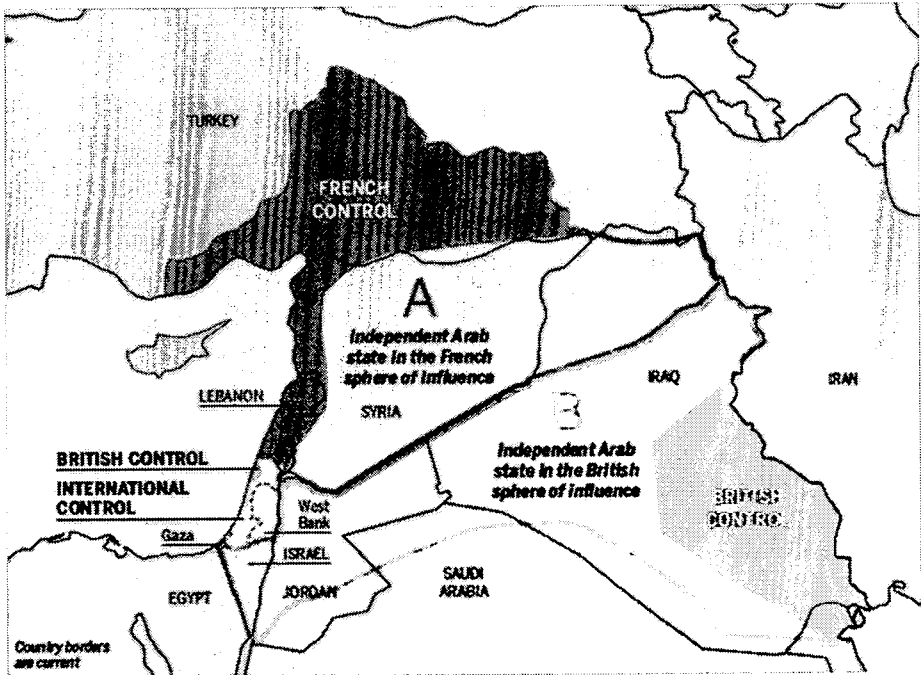 TURKEY
FRENCH
CONTROL
A
Independent Arab
state in the French
sphere of influence
LEBANON
SYRIA
IRAQ
IRAN
B
Independent Arab
state in the British
sphere of influence
BRITISH CONTROL
INTERNATIONAL
CONTROL
BRITISH
CONTROL
Gaza
West
Bank
ISRAEL
EGYPT
JORDAN
SAUDI
ARABIA
Country borders
are current